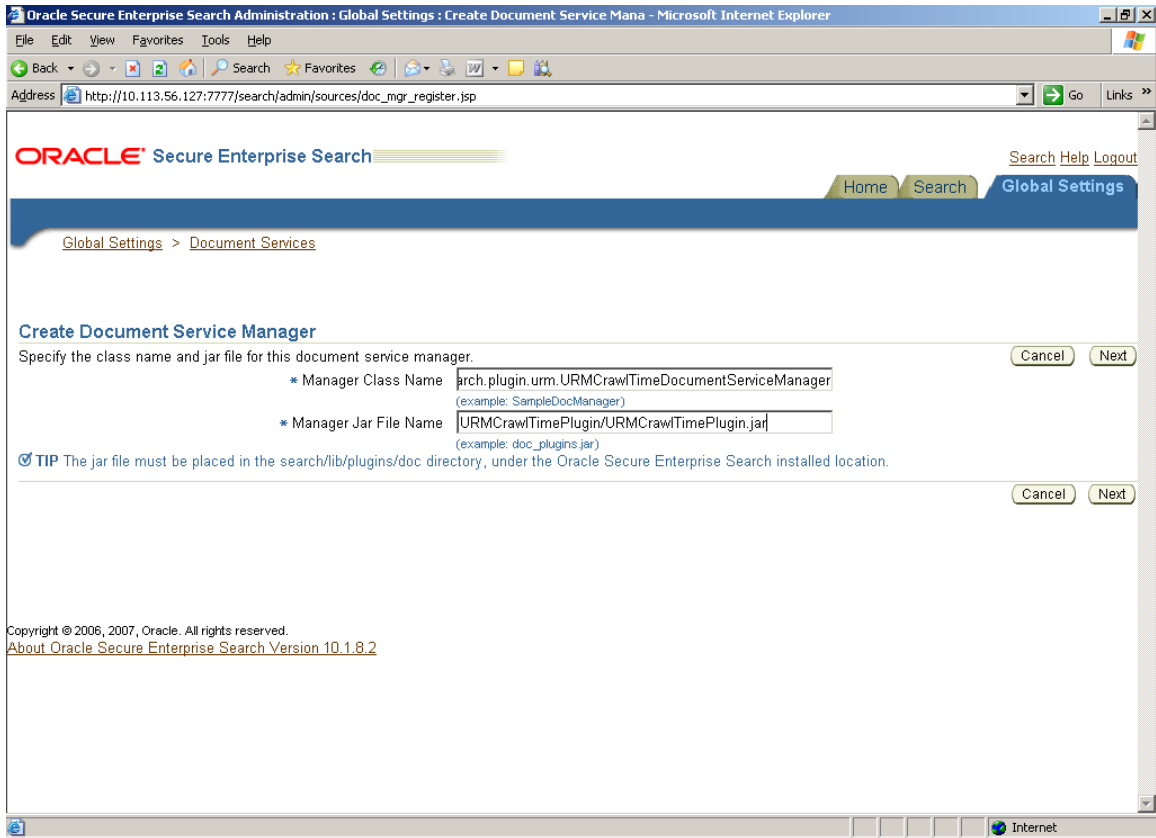 Oracle Secure Enterprise Search Administration : Global Settings : Create Document Service Mana - Microsoft Internet Explorer
File Edit View Favorites Tools Help
Back Search Favorites
Address http://10.113.56.127:7777/search/admin/sources/doc_mgr_register.jsp Go Links »
ORACLE Secure Enterprise Search
Search Help Logout
Home Search Global Settings
Global Settings > Document Services
Create Document Service Manager
Specify the class name and jar file for this document service manager.
Cancel Next
* Manager Class Name arch.plugin.urm.URMCrawlTimeDocumentServiceManager
(example: SampleDocManager)
* Manager Jar File Name URMCrawlTimePlugin/URMCrawlTimePlugin.jar
(example: doc_plugins.jar)
TIP The jar file must be placed in the search/lib/plugins/doc directory, under the Oracle Secure Enterprise Search installed location.
Cancel Next
Copyright © 2006, 2007, Oracle. All rights reserved.
About Oracle Secure Enterprise Search Version 10.1.8.2
Internet